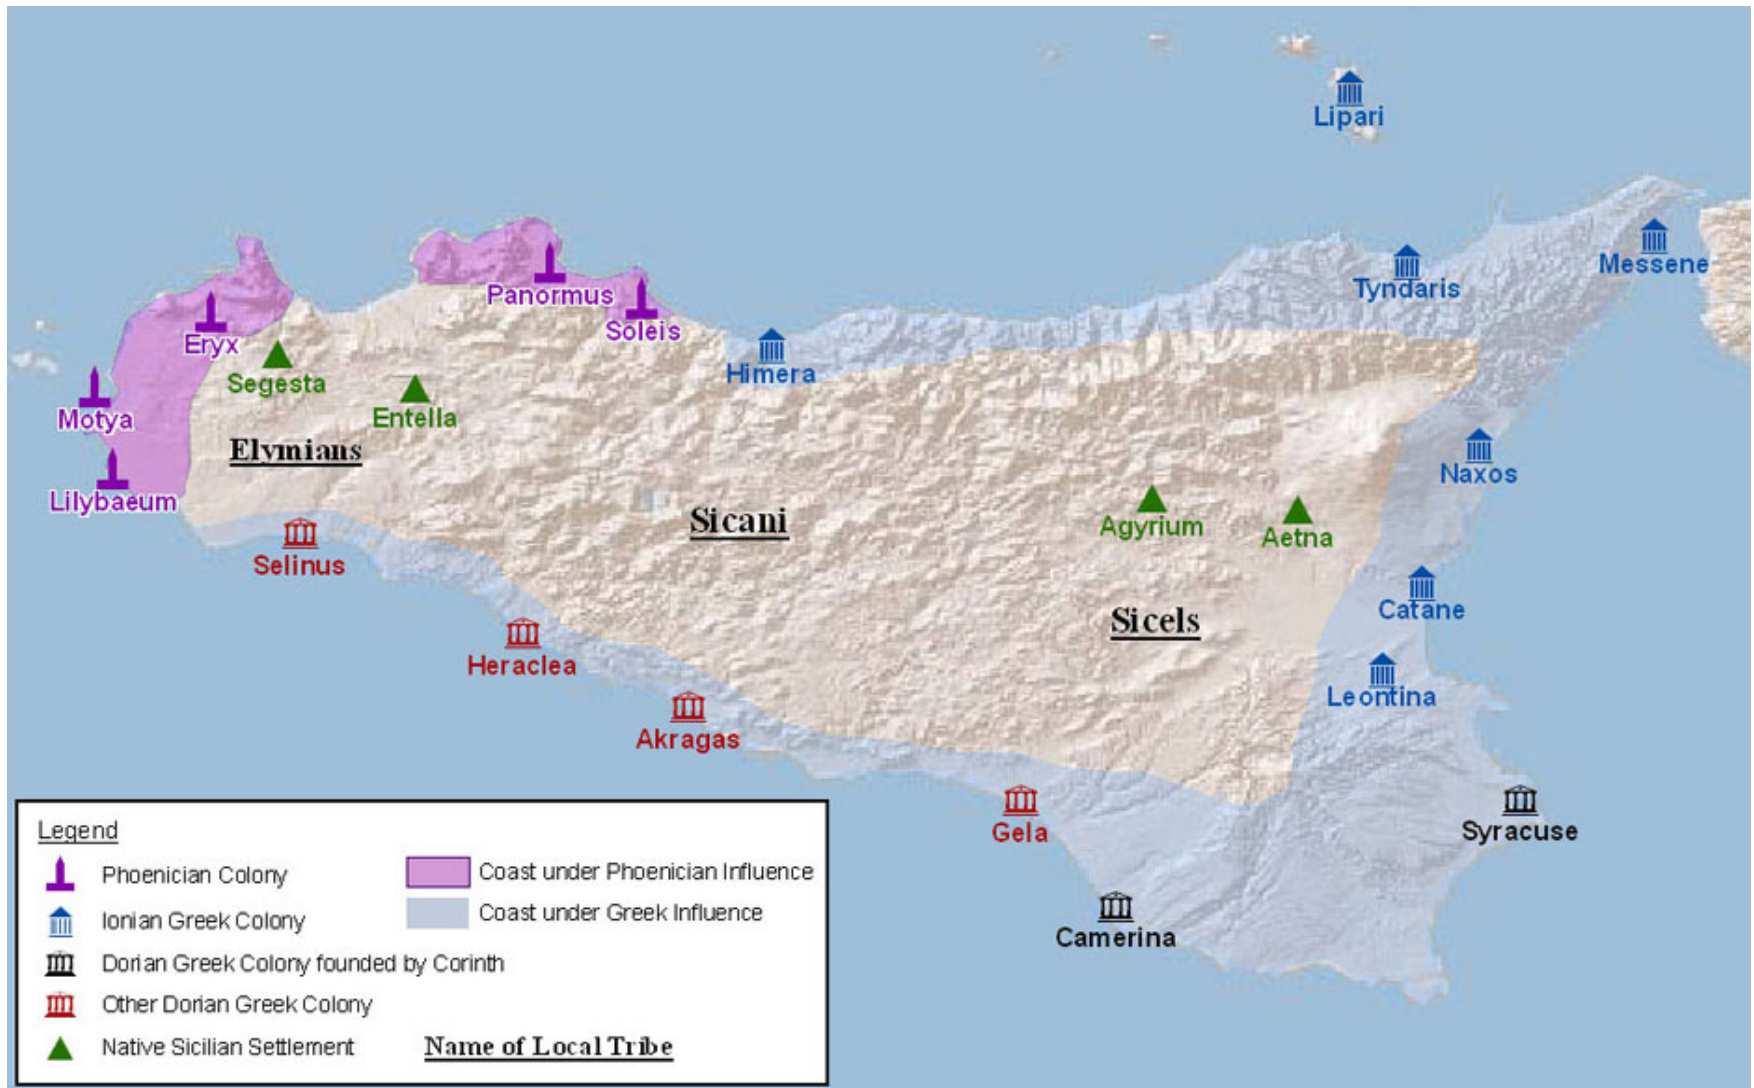 Lipari
Messene
Tyndaris
Panormus
Soleis
Eryx
Himera
Segesta
Entella
Motya
Elymians
Naxos
Lilybaeum
Sicani
Agyrium
Aetna
Selinus
Catane
Sicels
Heraclea
Leontina
Akragas
Gela
Syracuse
Camerina
Legend
Phoenician Colony
Ionian Greek Colony
Dorian Greek Colony founded by Corinth
Other Dorian Greek Colony
Native Sicilian Settlement
Coast under Phoenician Influence
Coast under Greek Influence
Name of Local Tribe